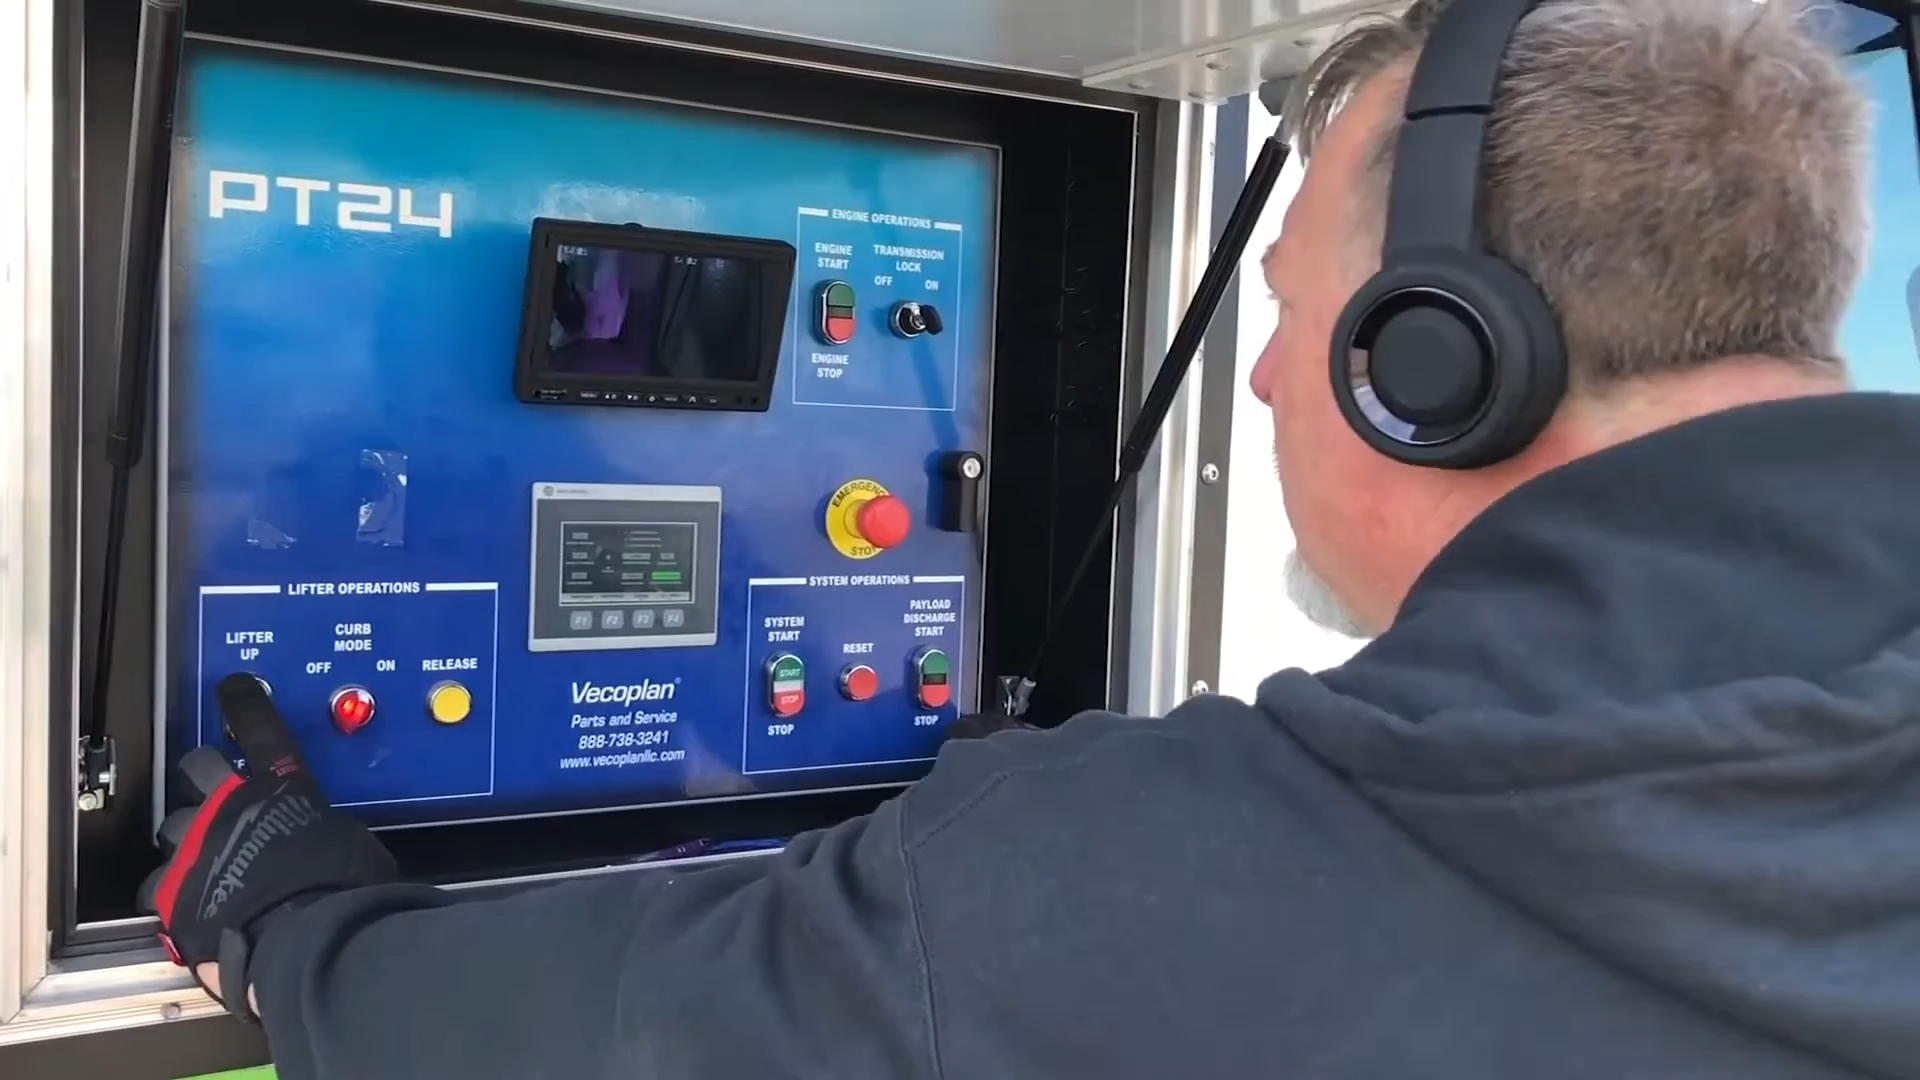 PT24
ENGINE OPERATIONS
ENGINE
START
TRANSMISSION
LOCK
OFF
ON
ENGINE
STOP
EMERGENCY
STOP
LIFTER OPERATIONS
LIFTER
UP
CURB
MODE
OFF
ON
RELEASE
F1
F2
F3
F4
Vecoplan®
Parts and Service
888-738-3241
www.vecoplanllc.com
SYSTEM OPERATIONS
SYSTEM
START
START
STOP
STOP
RESET
PAYLOAD
DISCHARGE
START
STOP
Milwaukee